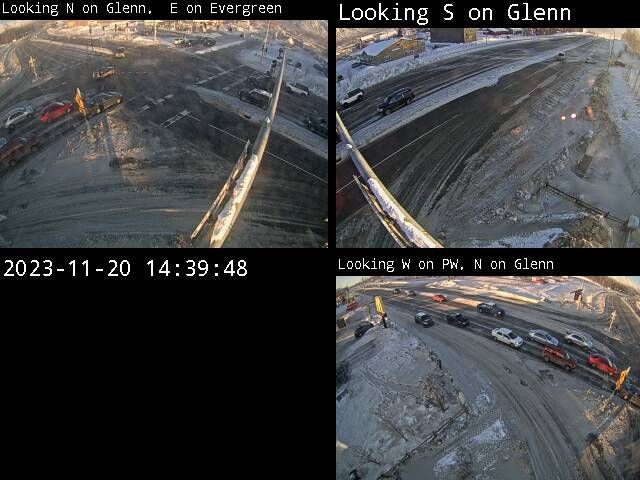 Looking N on Glenn,  E on Evergreen
Looking S on Glenn
2023-11-20 14:39:48
Looking W on PW, N on Glenn